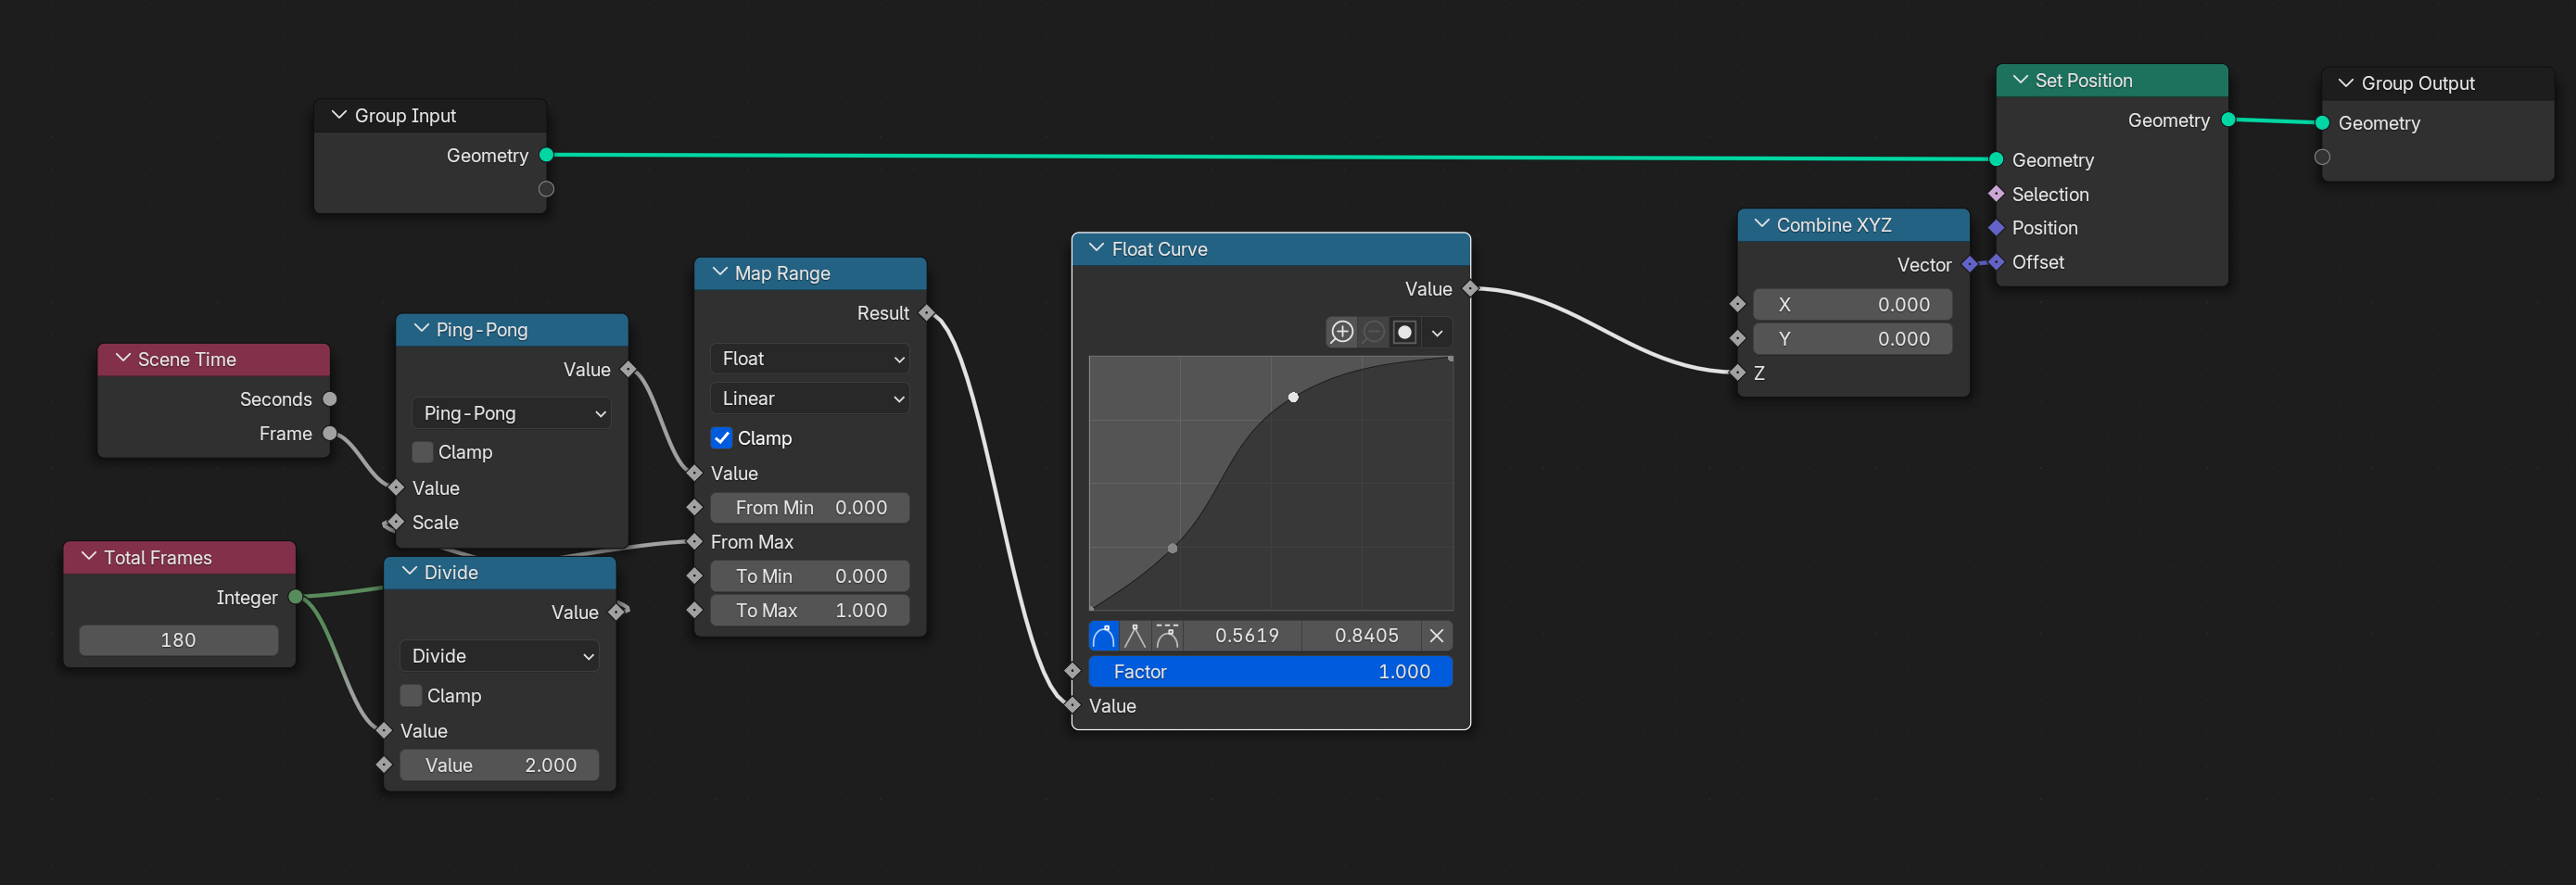 Group Input
Geometry
Scene Time
Seconds
Frame
Total Frames
Integer
180
Ping-Pong
Value
Ping-Pong
Clamp
Value
Scale
Divide
Value
Divide
Clamp
Value
Value 2.000
Map Range
Result
Float
Linear
Clamp
Value
From Min 0.000
From Max
To Min 0.000
To Max 1.000
Float Curve
Value
0.5619 0.8405
Factor 1.000
Value
Combine XYZ
Vector
X 0.000
Y 0.000
Z
Set Position
Geometry
Geometry
Selection
Position
Offset
Group Output
Geometry